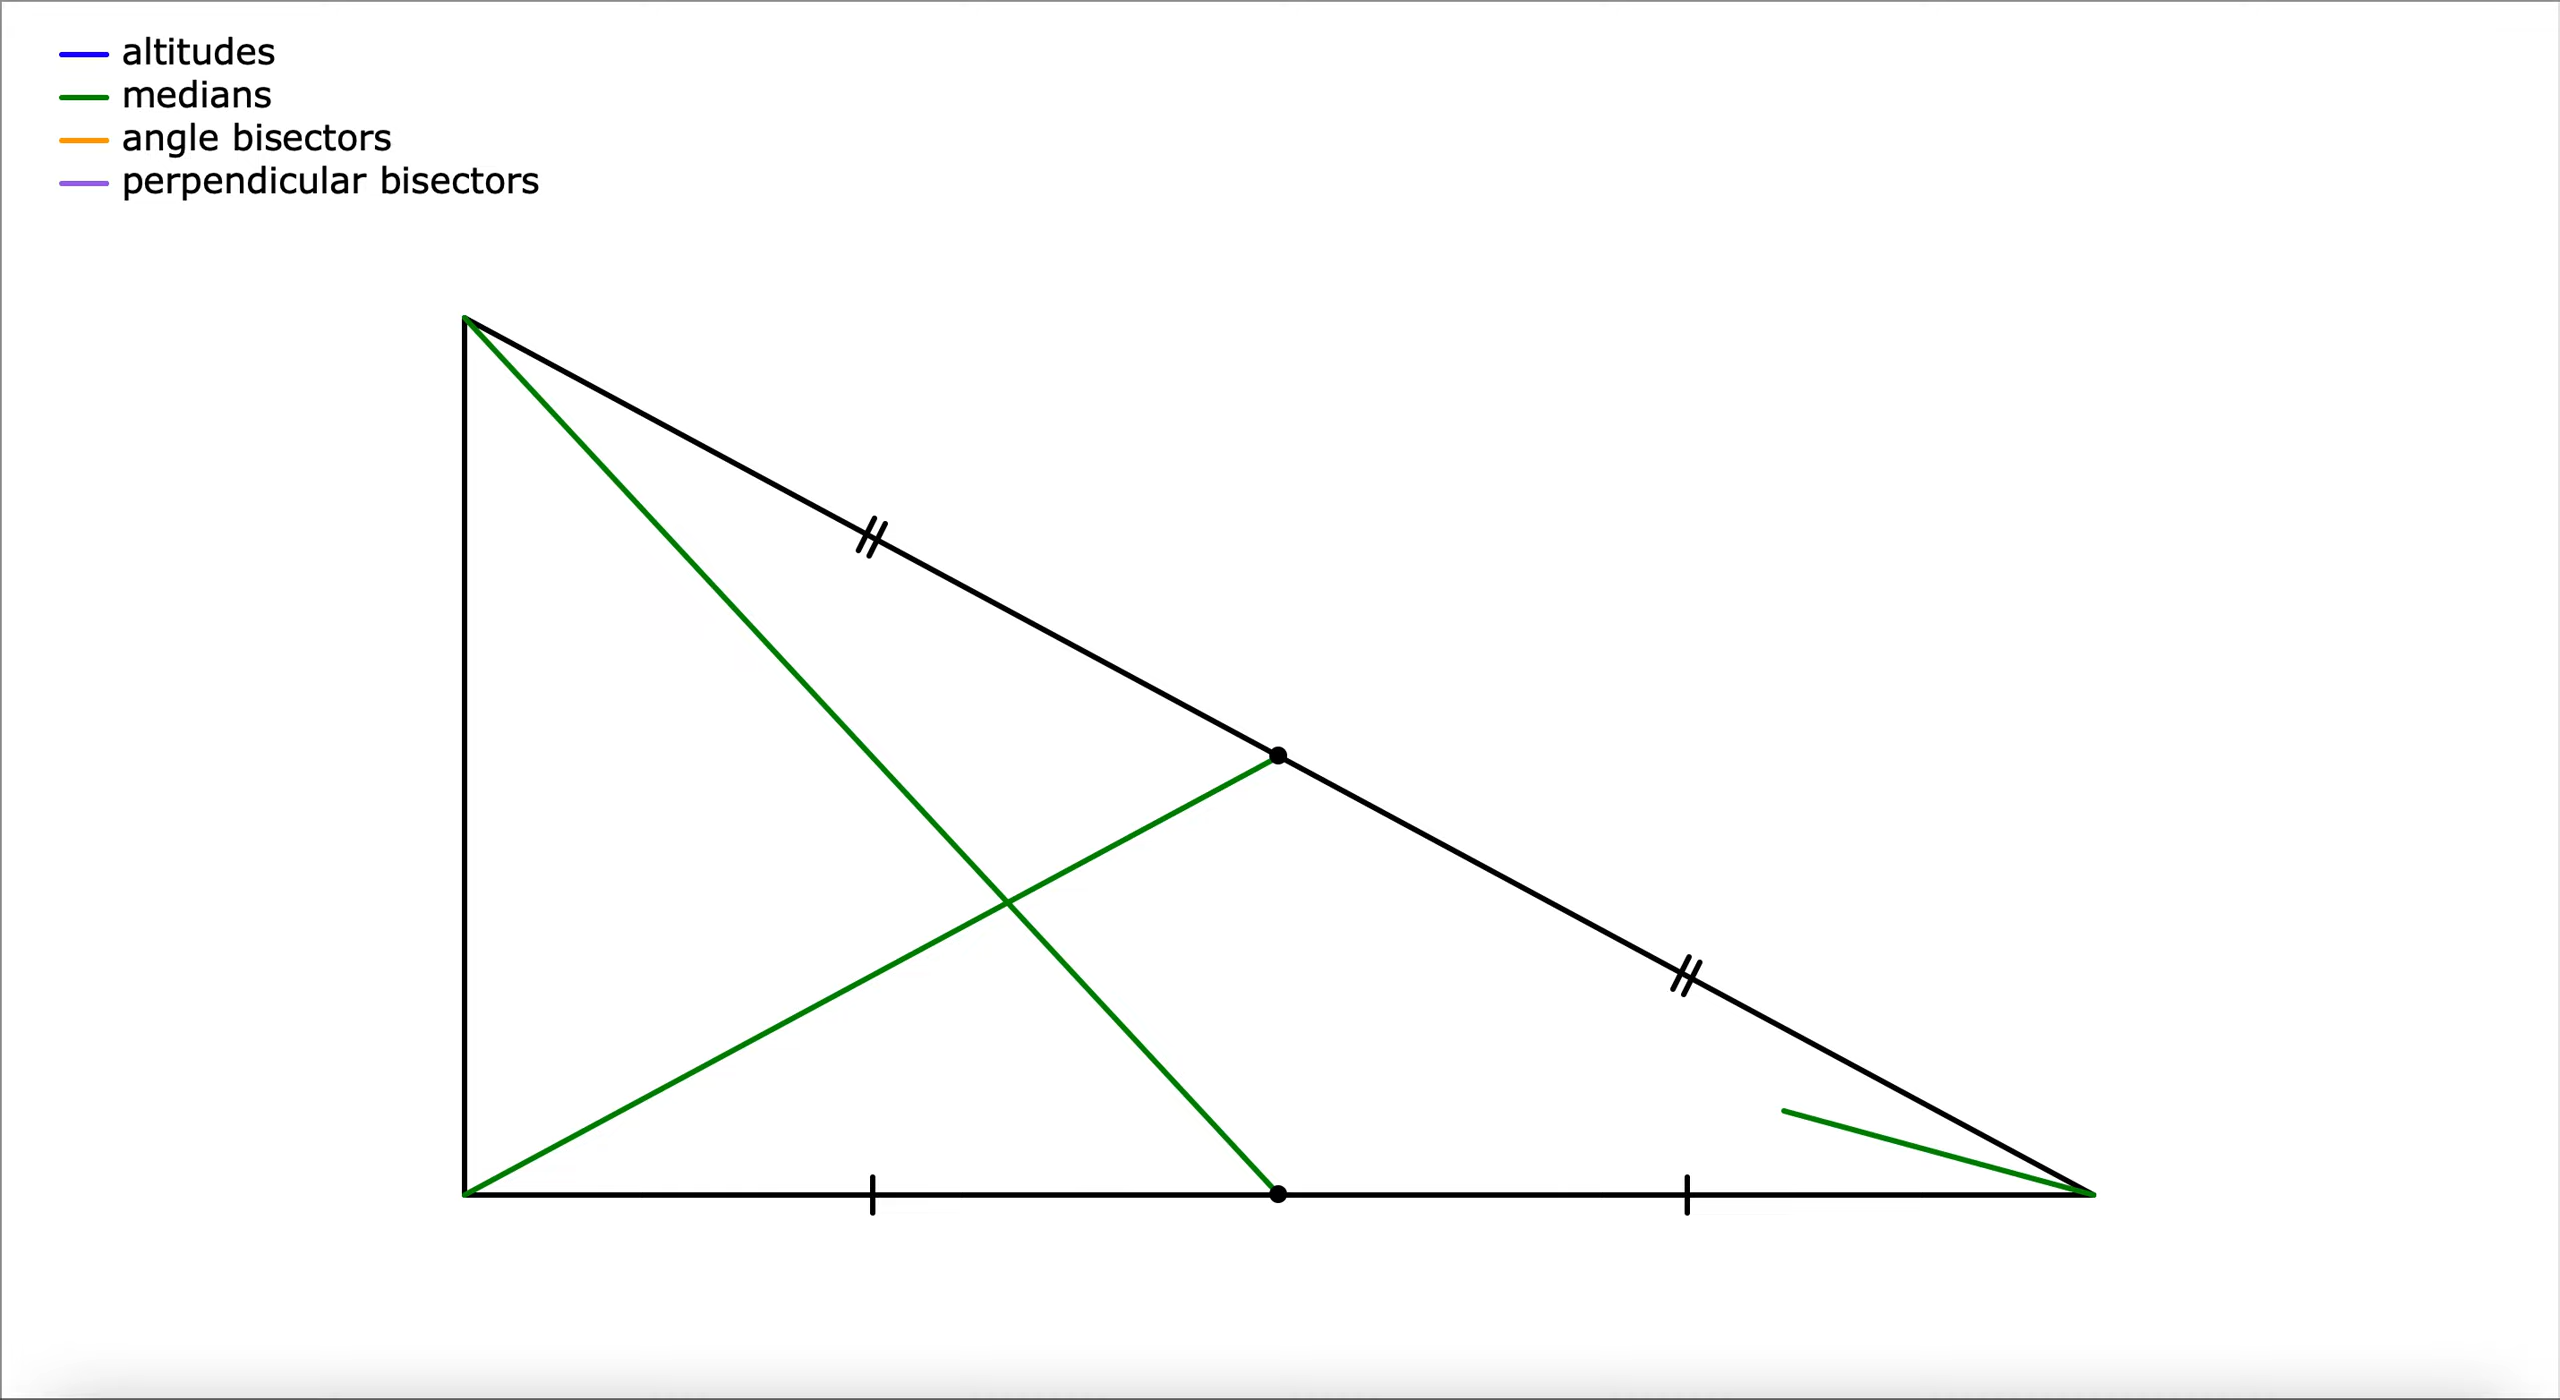 altitudes
medians
angle bisectors
perpendicular bisectors